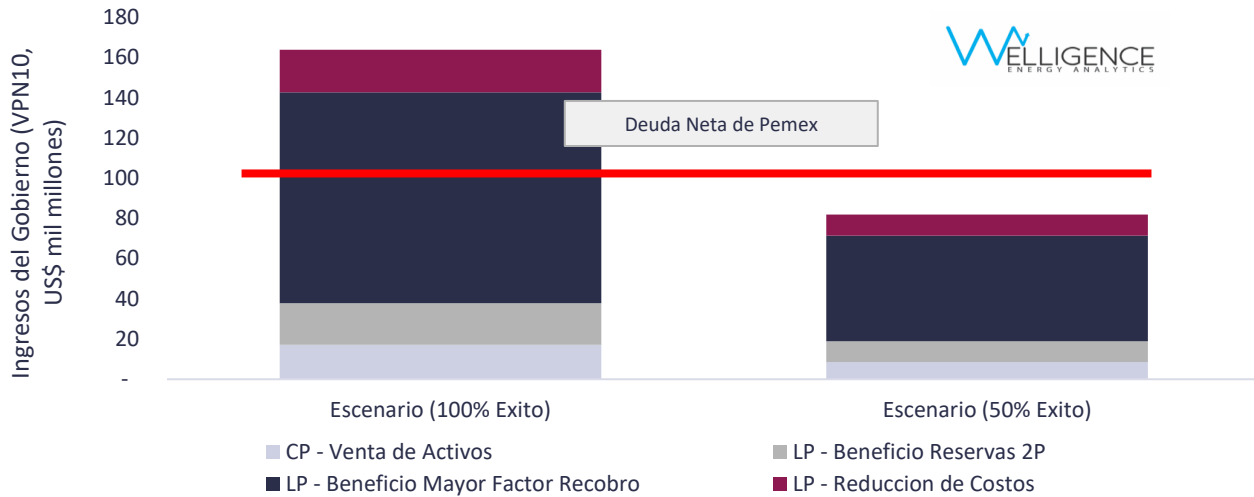 180
160
140
120
100
80
60
40
20
-
Ingresos del Gobierno (VPN10,
US$ mil millones)
WELLIGENCE
ENERGY ANALYTICS
Deuda Neta de Pemex
Escenario (100% Exito)
Escenario (50% Exito)
CP - Venta de Activos
LP - Beneficio Reservas 2P
LP - Beneficio Mayor Factor Recobro
LP - Reduccion de Costos